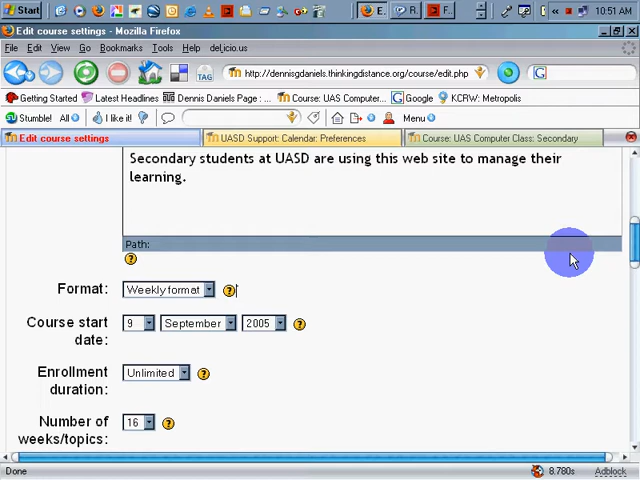 Start
E..
R..
F..
10:51 AM
Edit course settings - Mozilla Firefox
File Edit View Go Bookmarks Tools Help del.icio.us
TAG
http://dennisgdaniels.thinkingdistance.org/course/edit.php
G
Getting Started Latest Headlines Dennis Daniels Page :... Course: UAS Computer... Google KCRW: Metropolis
Stumble! All I like it! Menu
Edit course settings UASD Support: Calendar: Preferences Course: UAS Computer Class: Secondary
Secondary students at UASD are using this web site to manage their
learning.
Path:
Format: Weekly format
Course start
date: 9 September 2005
Enrollment
duration: Unlimited
Number of
weeks/topics: 16
Done 8.780s Adblock